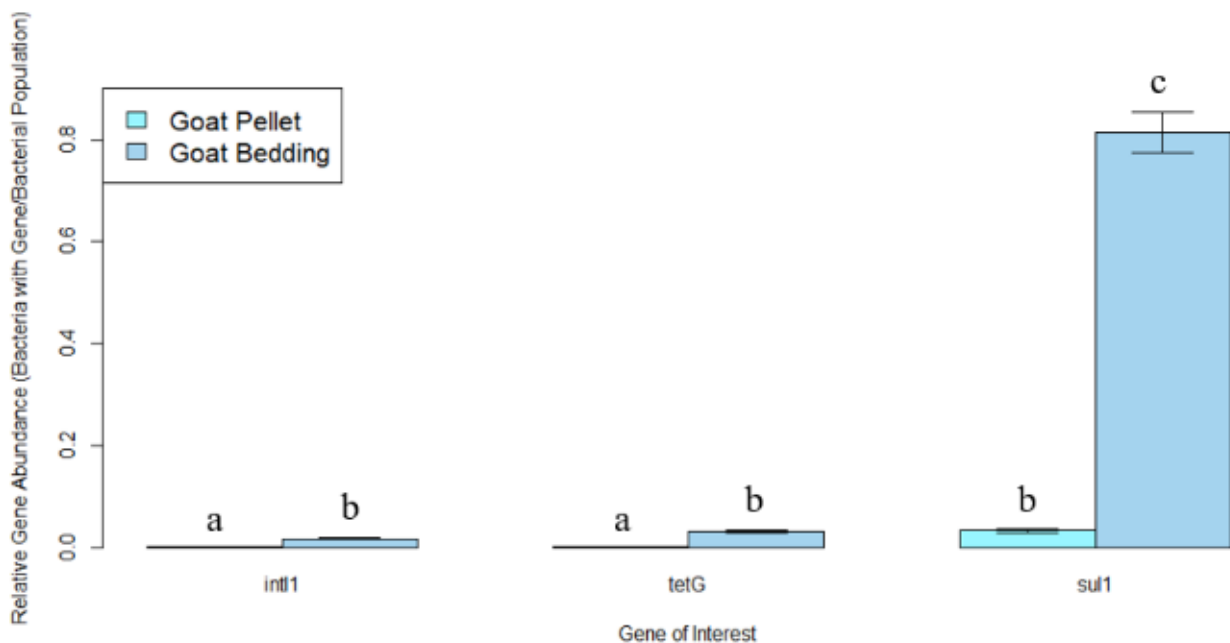 Relative Gene Abundance (Bacteria with Gene/Bacterial Population)
0.8
0.6
0.4
0.2
0.0
Goat Pellet
Goat Bedding
a
b
a
b
b
c
intI1
tetG
sul1
Gene of Interest